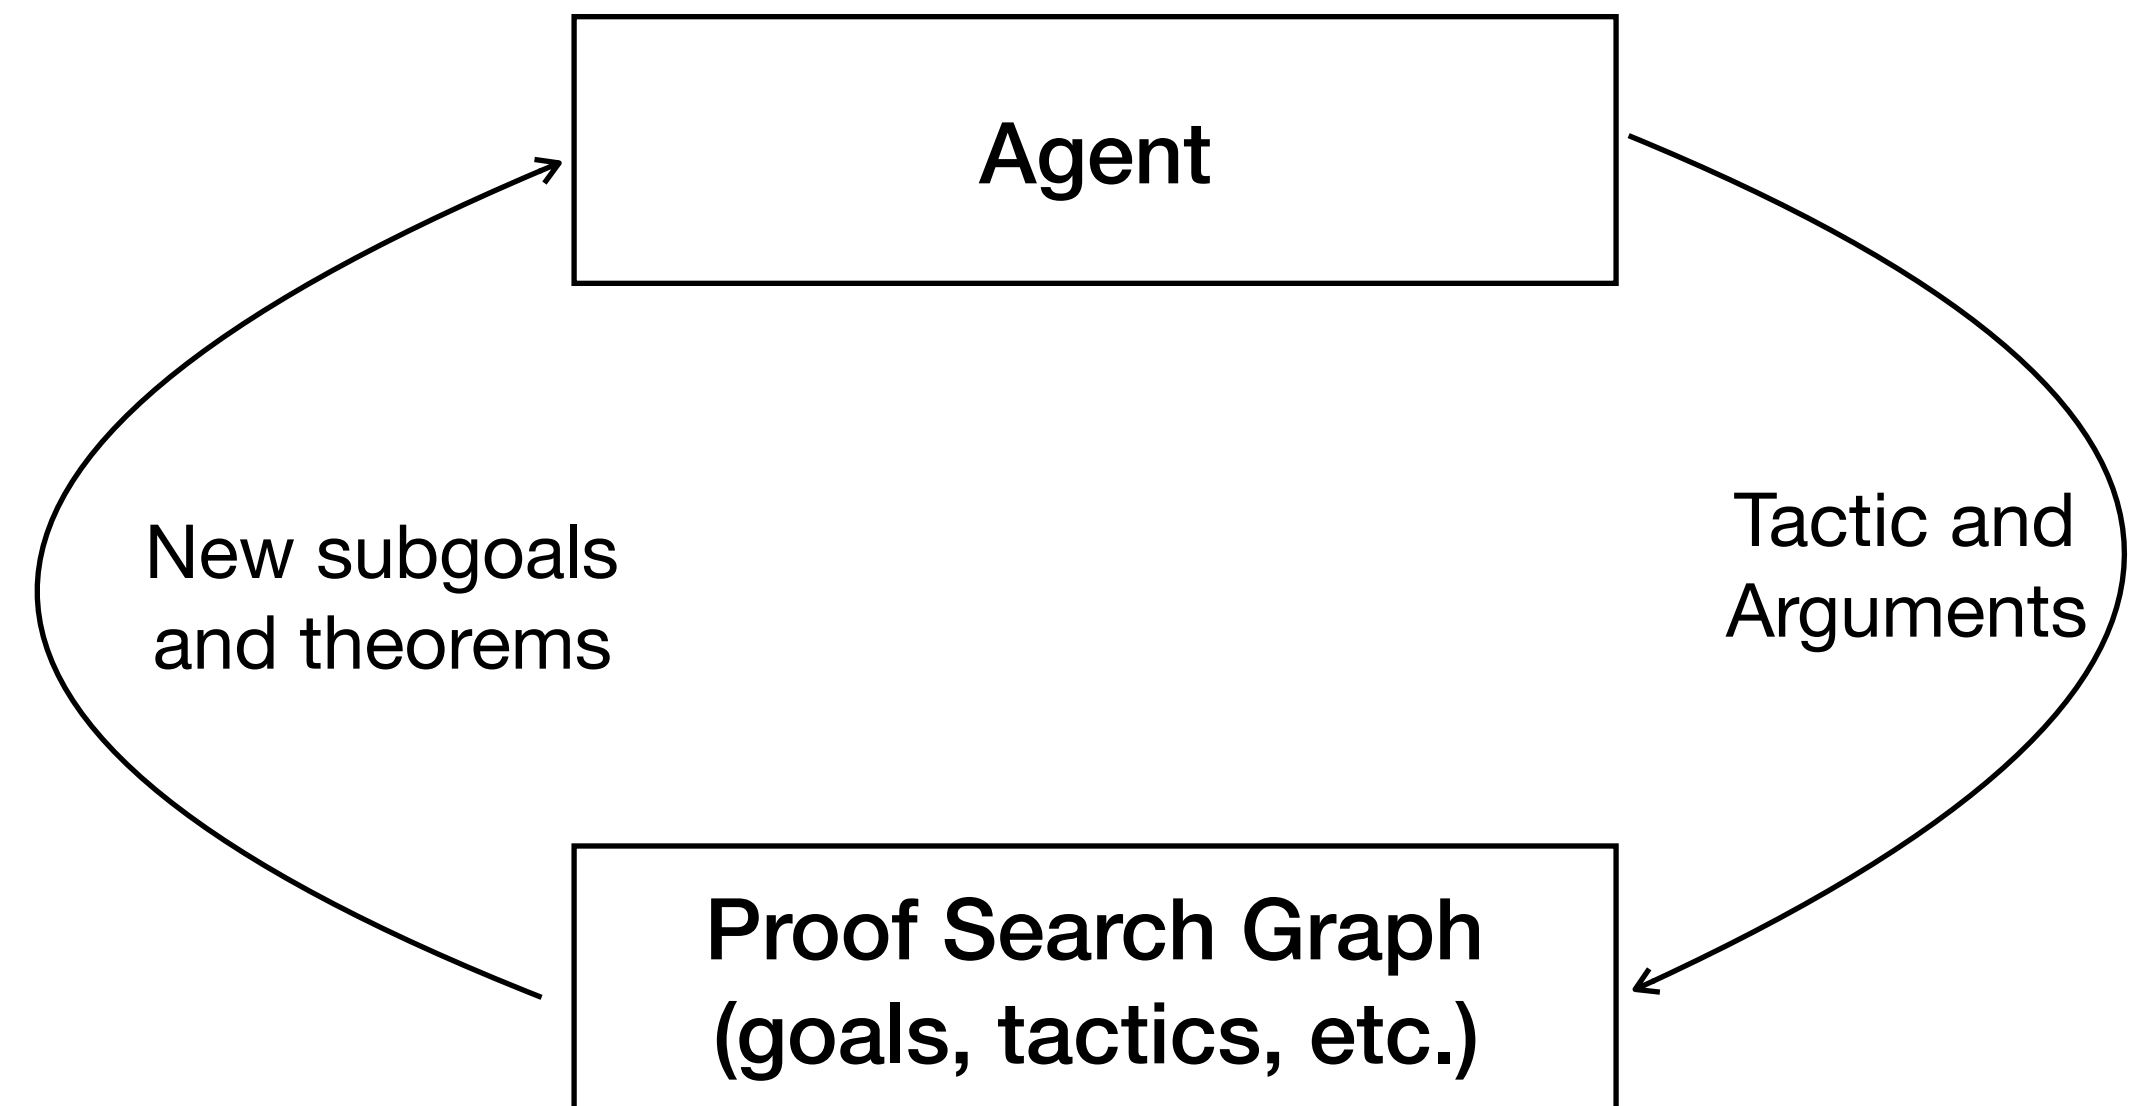 Agent
New subgoals
and theorems
Tactic and
Arguments
Proof Search Graph
(goals, tactics, etc.)